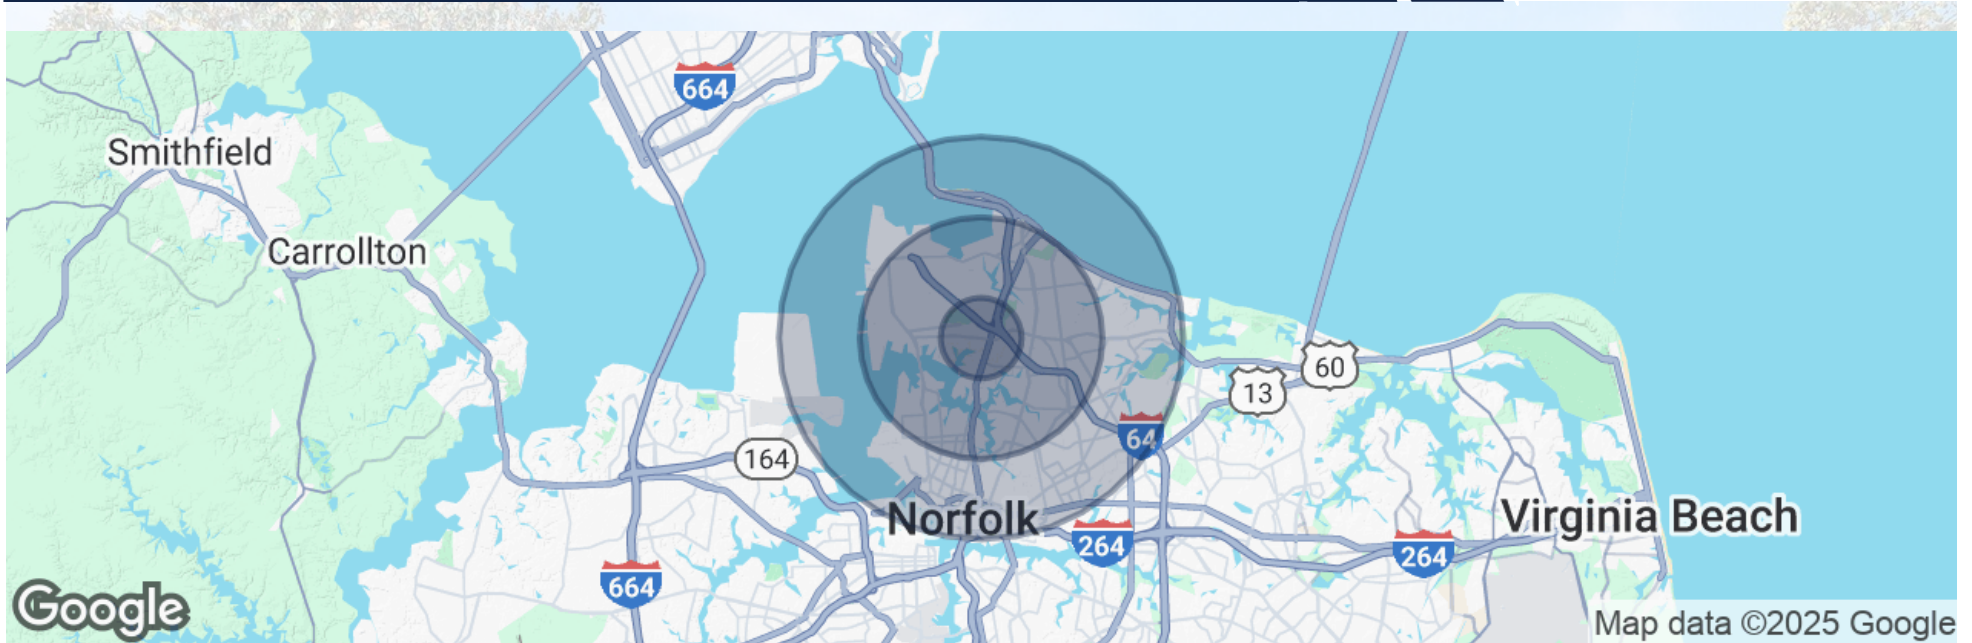 664
Smithfield
Carrollton
60
13
64
164
Norfolk
Virginia Beach
264
264
664
Google
Map data ©2025 Google